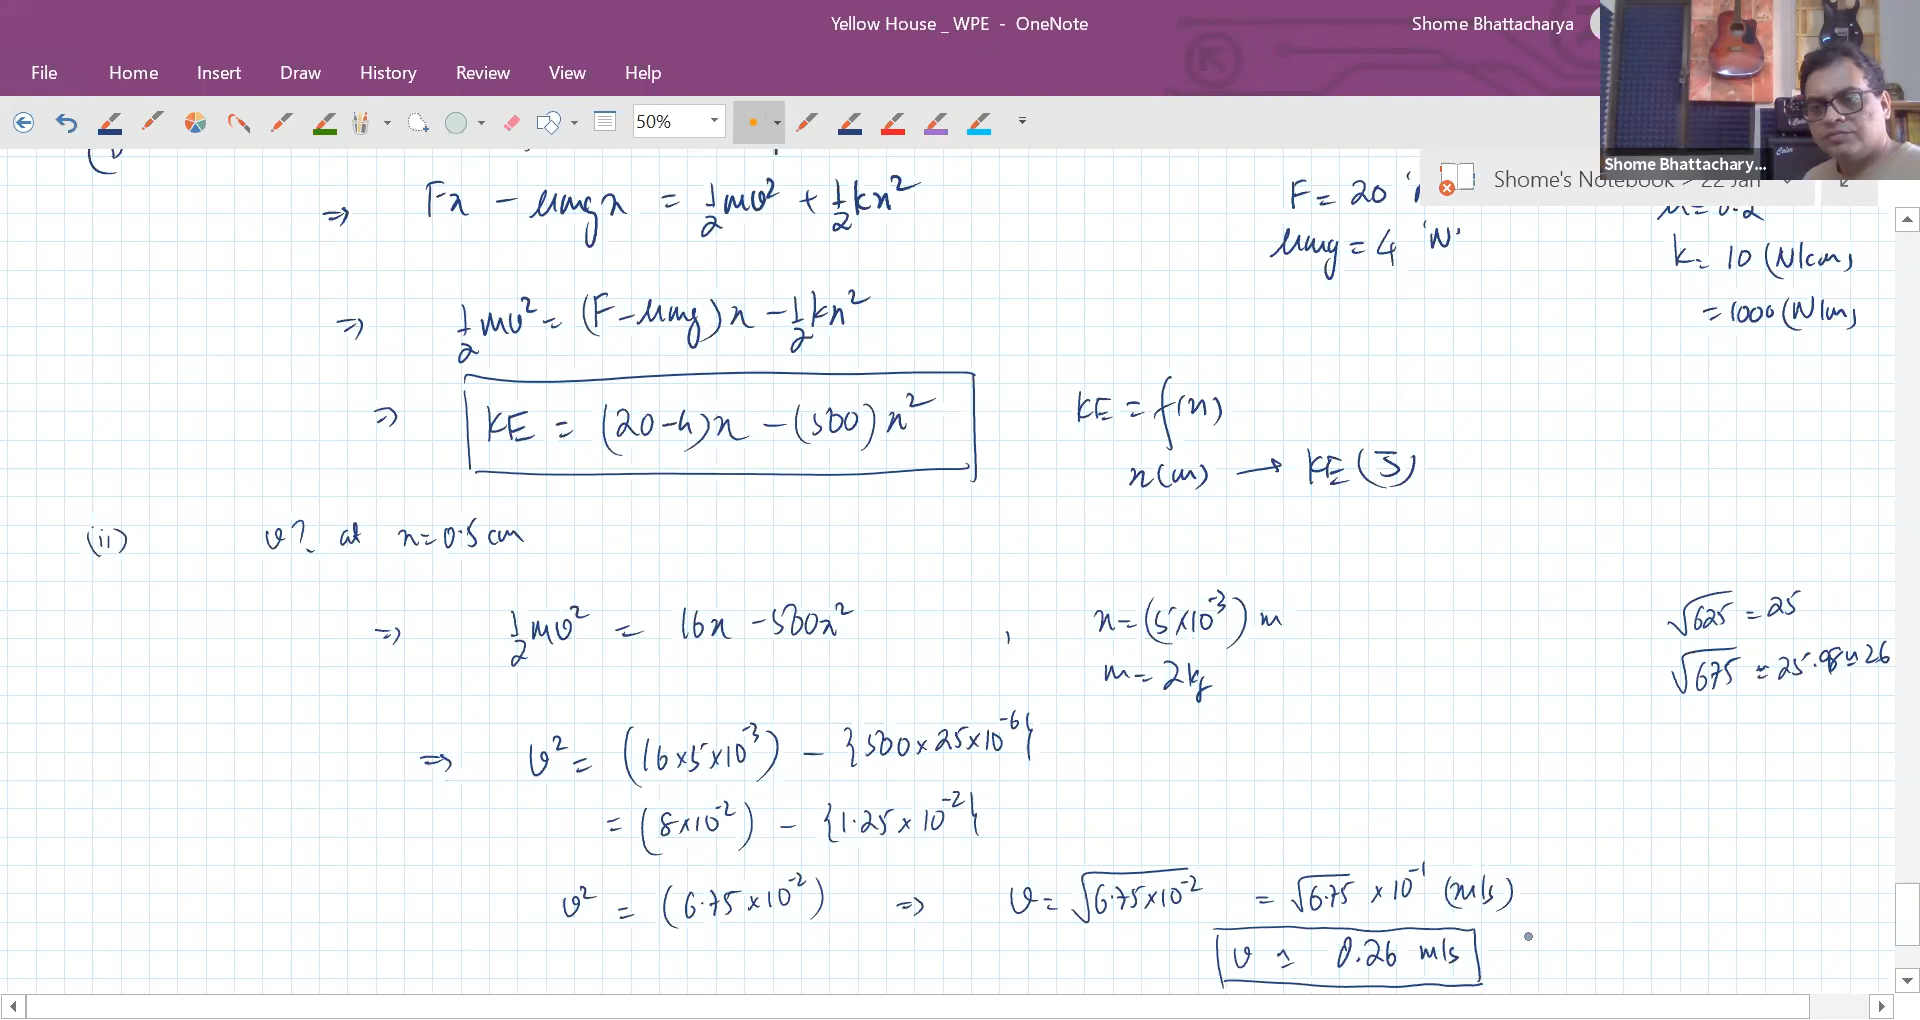 Yellow House _ WPE - OneNote
Shome Bhattacharya
File Home Insert Draw History Review View Help
50%
Shome Bhattachary...
Shome's Notebook > 22 Jan
⇒ Fx - μmgx = ½mv² + ½kx²
F = 20
μmg = 4 'N'
μ = 0.2
k = 10 (N/cm)
= 1000 (N/m)
⇒ ½mv² = (F - μmg)x - ½kx²
⇒ KE = (20-4)x - (500)x²
KE = f(x)
x(m) → KE (J)
(ii) v? at x = 0.5 cm
⇒ ½mv² = 16x - 500x² , x = (5×10⁻³) m
m = 2kg
√625 = 25
√675 ≈ 25.98 ≈ 26
⇒ v² = (16×5×10⁻³) - {500×25×10⁻⁶}
= (8×10⁻²) - {1.25×10⁻²}
v² = (6.75×10⁻²) ⇒ v = √6.75×10⁻² = √6.75 × 10⁻¹ (m/s)
v ≃ 0.26 m/s